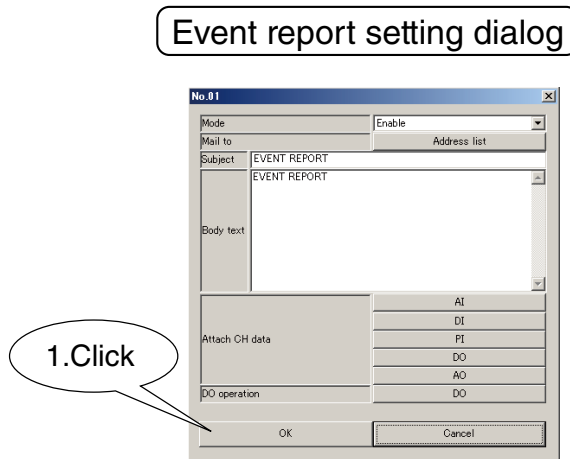 Event report setting dialog
No.01
Mode Enable
Mail to Address list
Subject EVENT REPORT
Body text EVENT REPORT
Attach CH data
AI
DI
PI
DO
AO
DO operation DO
OK Cancel
1.Click